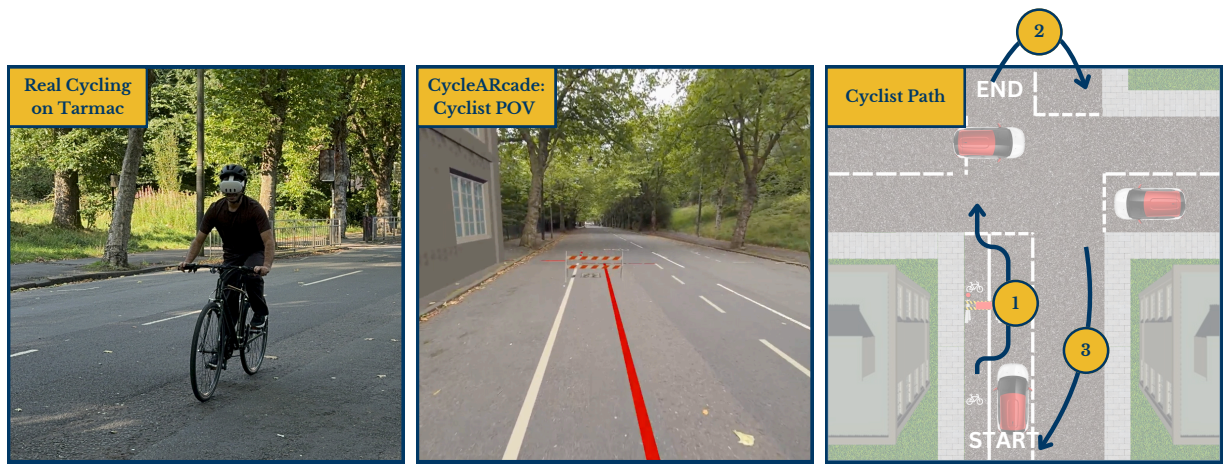 Real Cycling
on Tarmac
CycleARcade:
Cyclist POV
Cyclist Path
2
END
1
3
START